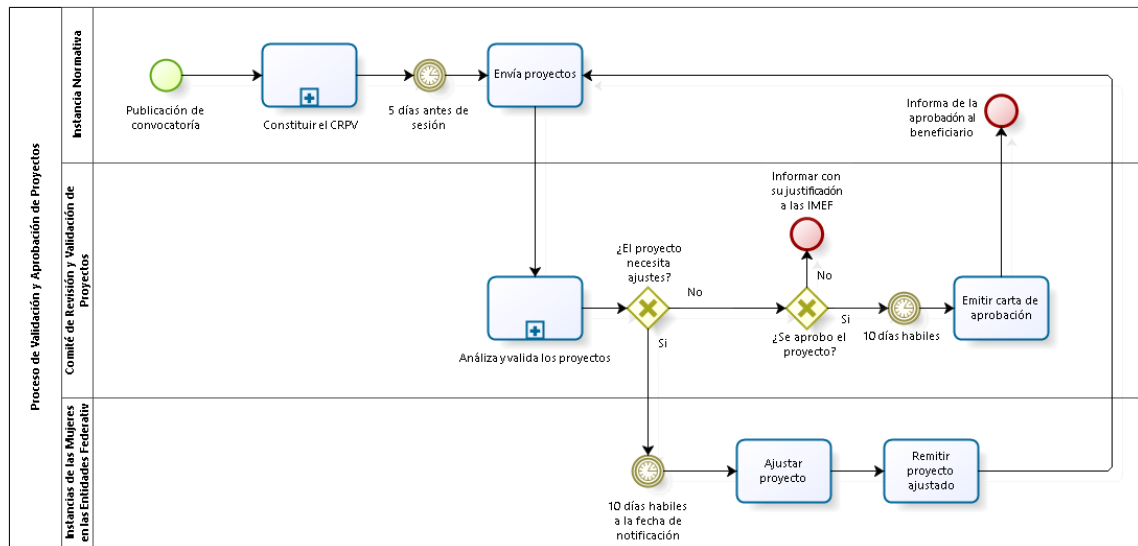 Proceso de Validación y Aprobación de Proyectos
Instancia Normativa
Publicación de
convocatoría
Constituir el CRPV
5 días antes de
sesión
Envía proyectos
Informa de la
aprobación al
beneficiario
Comité de Revisión y Validación de
Proyectos
Análiza y valida los proyectos
¿El proyecto
necesita
ajustes?
No
Si
Informar con
su justificación
a las IMEF
No
¿Se aprobo el
proyecto?
Si
10 días habiles
Emitir carta de
aprobación
Instancias de las Mujeres
en las Entidades Federativ
10 días habiles
a la fecha de
notificación
Ajustar
proyecto
Remitir
proyecto
ajustado